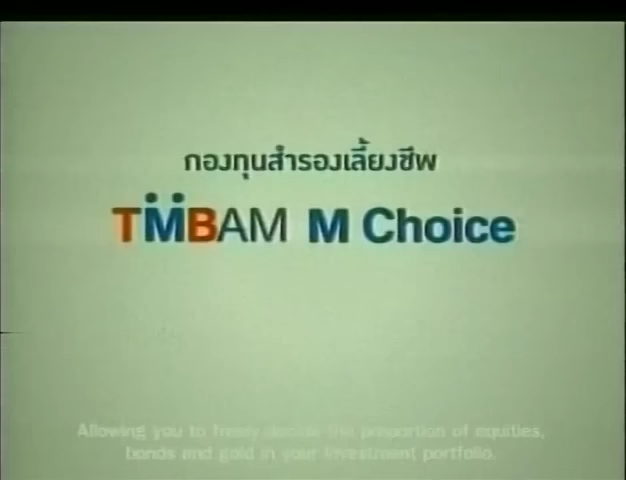 กองทุนสำรองเลี้ยงชีพ
TMBAM M Choice
Allowing you to freely decide the proportion of equities,
bonds and gold in your investment portfolio.